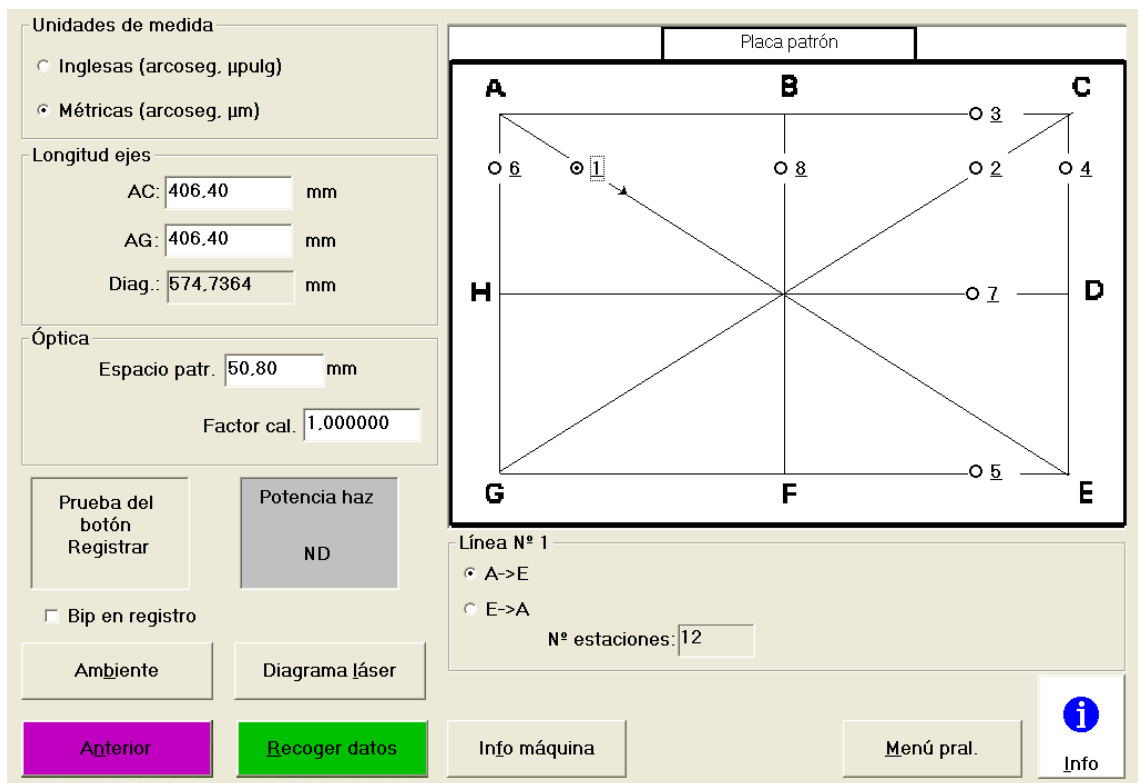 Unidades de medida
Inglesas (arcoseg, µpulg)
Métricas (arcoseg, µm)
Longitud ejes
AC: 406,40 mm
AG: 406,40 mm
Diag.: 574,7364 mm
Óptica
Espacio patr. 50,80 mm
Factor cal. 1,000000
Prueba del
botón
Registrar
Potencia haz
ND
Bip en registro
Ambiente
Diagrama láser
Anterior
Recoger datos
Placa patrón
A B C
3
6 1 8 2 4
H 7 D
5
G F E
Línea Nº 1
A->E
E->A
Nº estaciones: 12
Info máquina
Menú pral.
i
Info